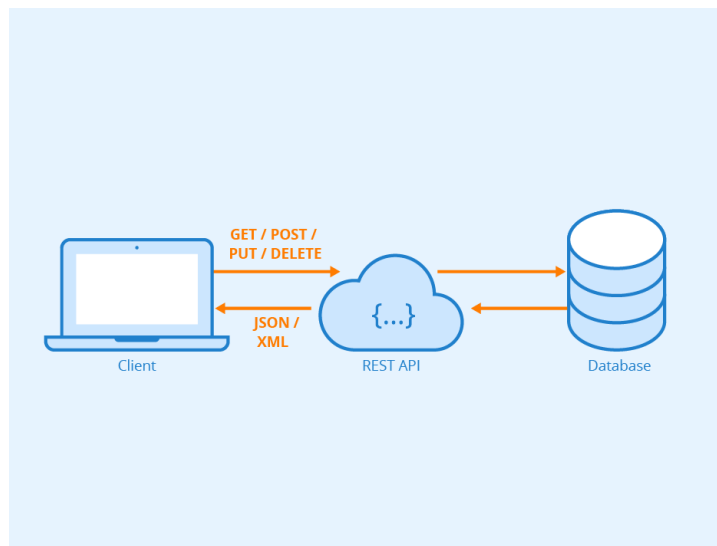 GET / POST /
PUT / DELETE
{...}
JSON /
XML
Client
REST API
Database